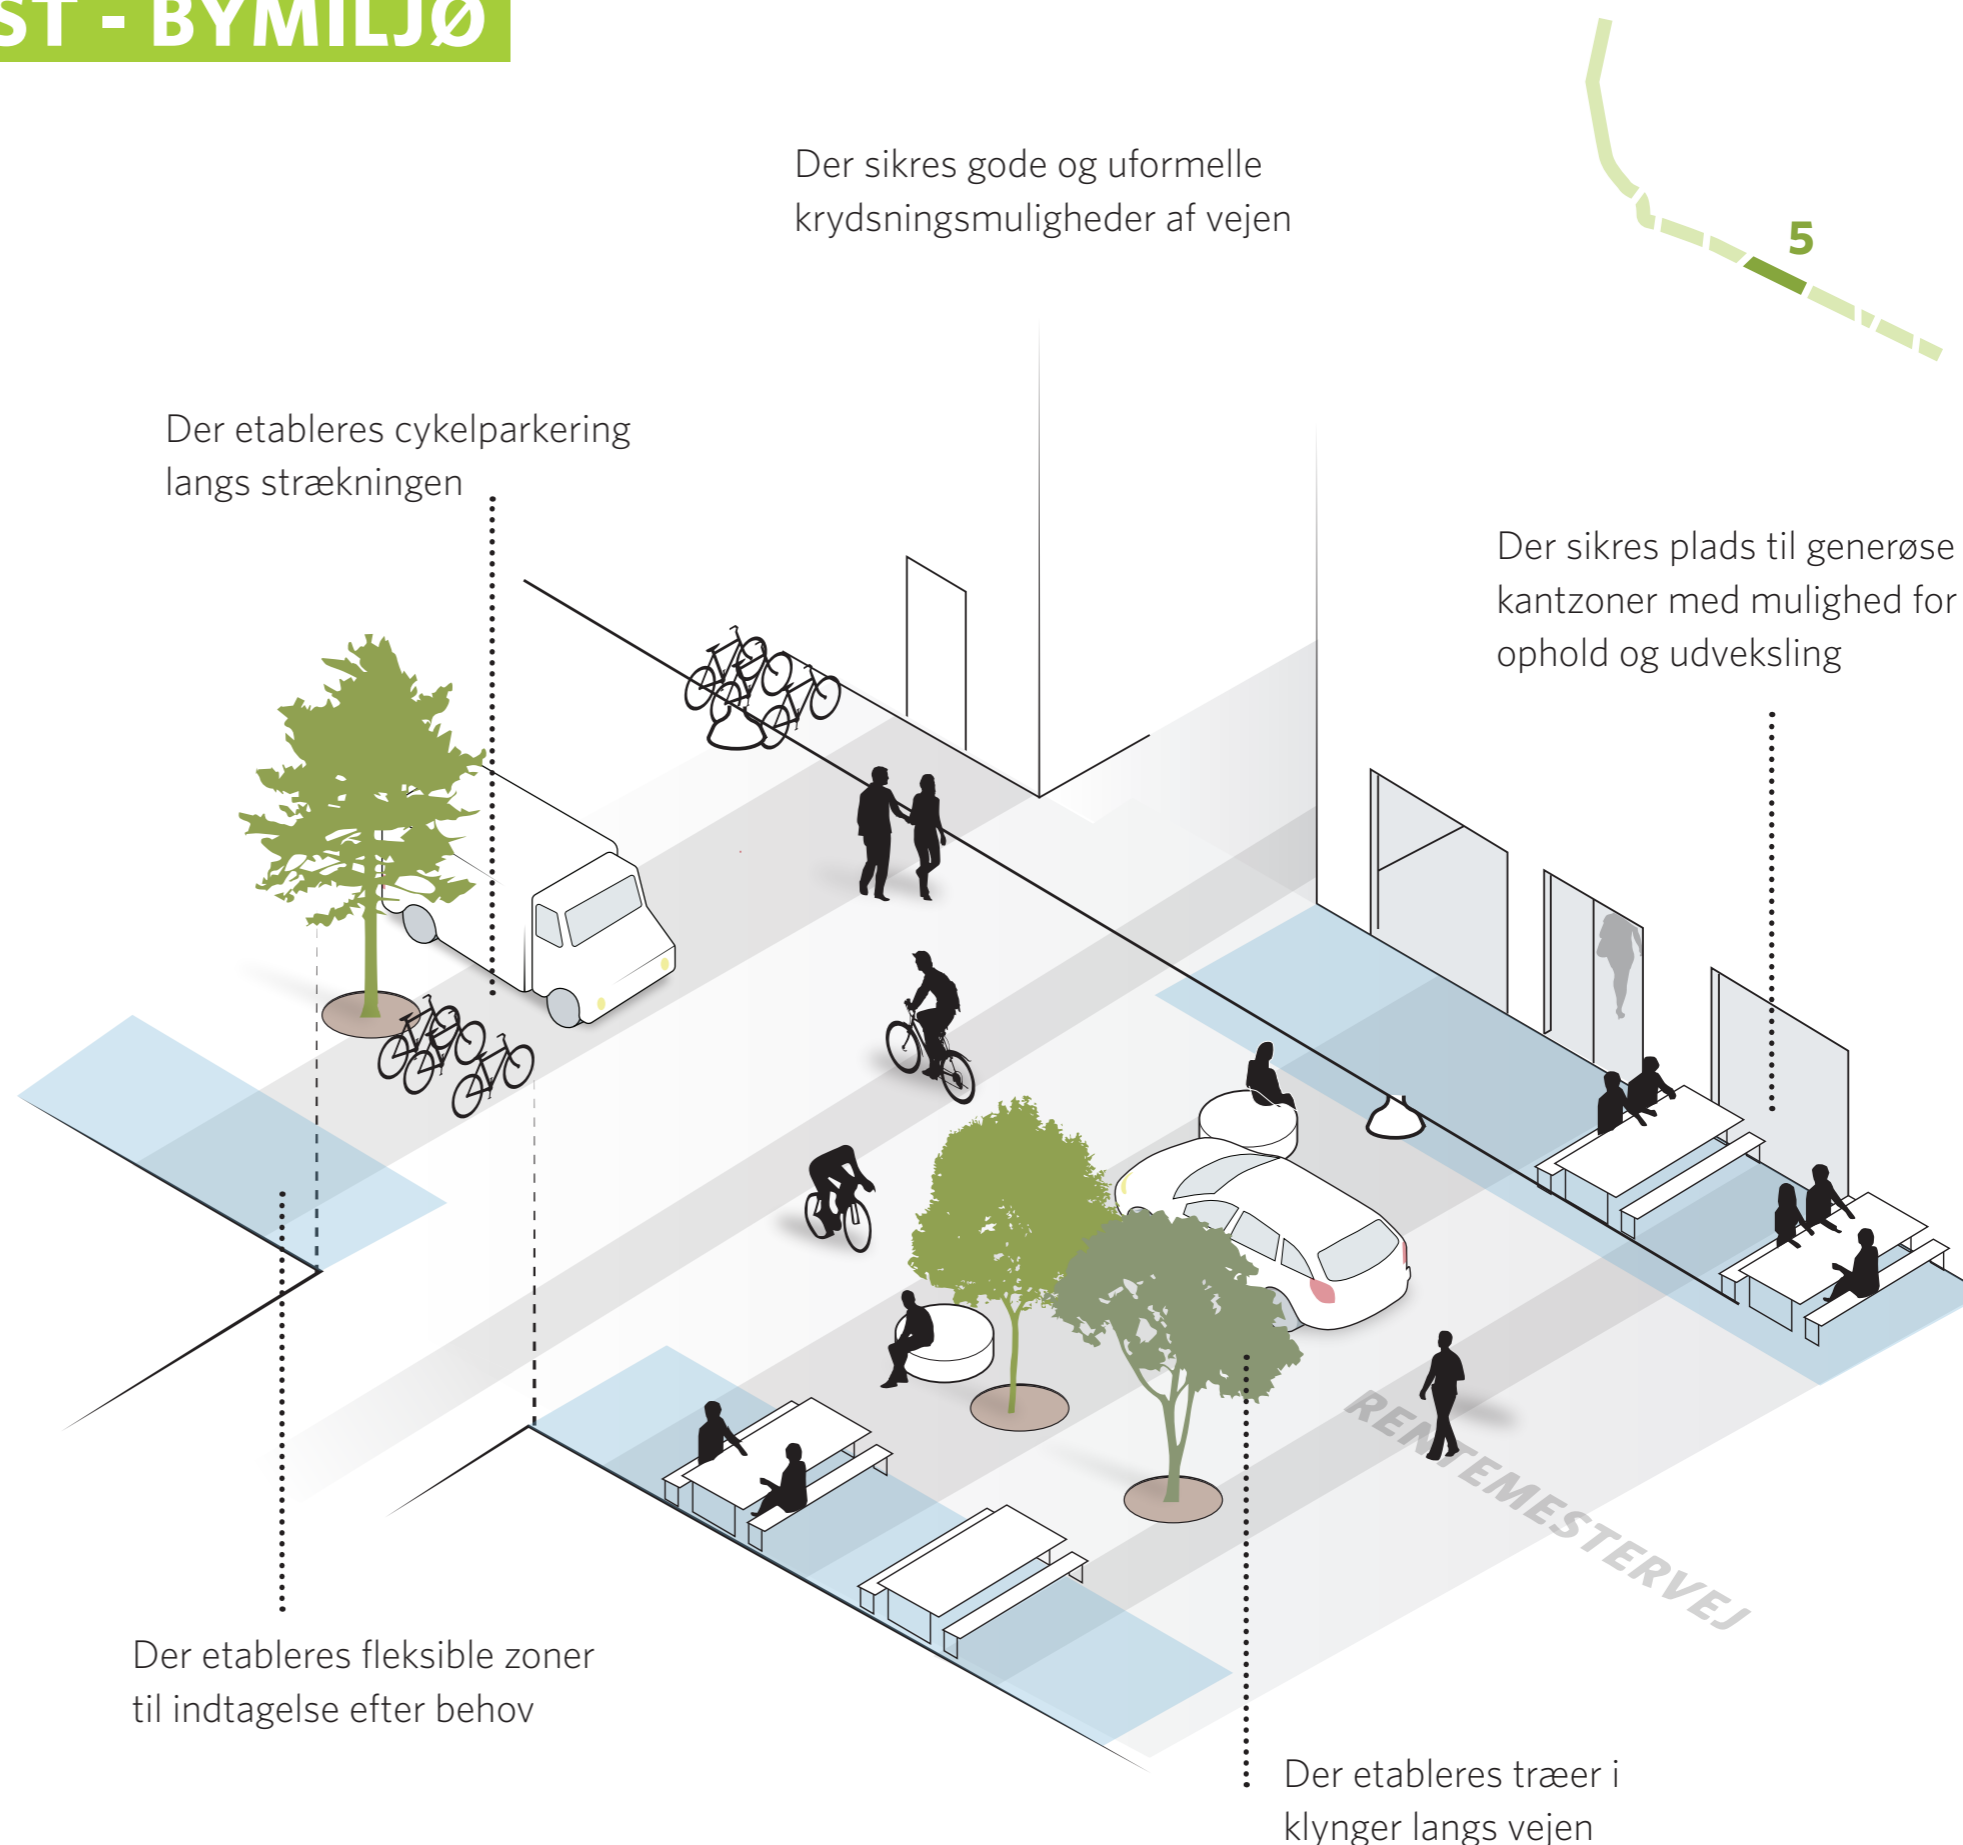 ST - BYMILJØ
5
Der sikres gode og uformelle
krydsningsmuligheder af vejen
Der etableres cykelparkering
langs strækningen
Der sikres plads til generøse
kantzoner med mulighed for
ophold og udveksling
RENTEMESTERVEJ
Der etableres fleksible zoner
til indtagelse efter behov
Der etableres træer i
klynger langs vejen